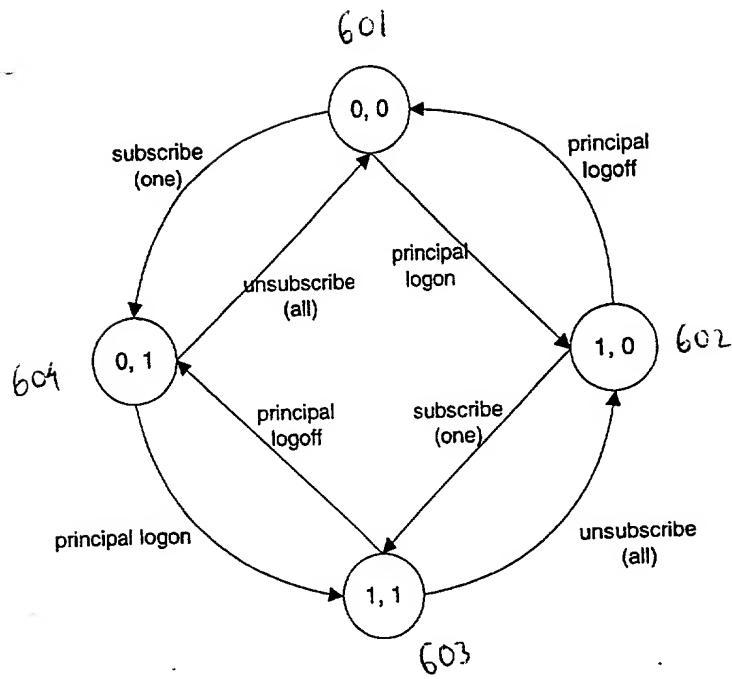 601
0, 0
subscribe
(one)
principal
logoff
unsubscribe
(all)
principal
logon
604
0, 1
1, 0
602
principal
logoff
subscribe
(one)
principal logon
unsubscribe
(all)
1, 1
603